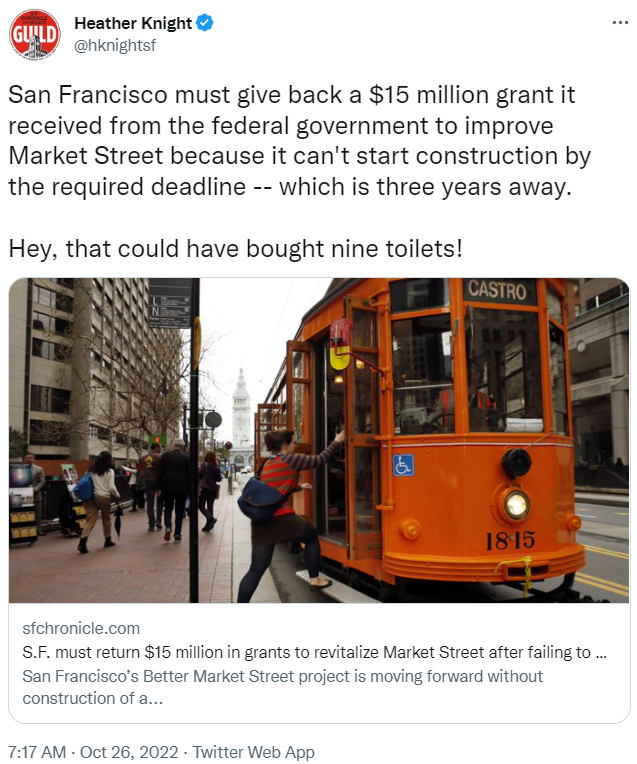 Heather Knight
@hknightsf
GUILD
San Francisco must give back a $15 million grant it
received from the federal government to improve
Market Street because it can't start construction by
the required deadline -- which is three years away.
Hey, that could have bought nine toilets!
CASTRO
L
N
1815
sfchronicle.com
S.F. must return $15 million in grants to revitalize Market Street after failing to ...
San Francisco's Better Market Street project is moving forward without
construction of a...
7:17 AM · Oct 26, 2022 · Twitter Web App